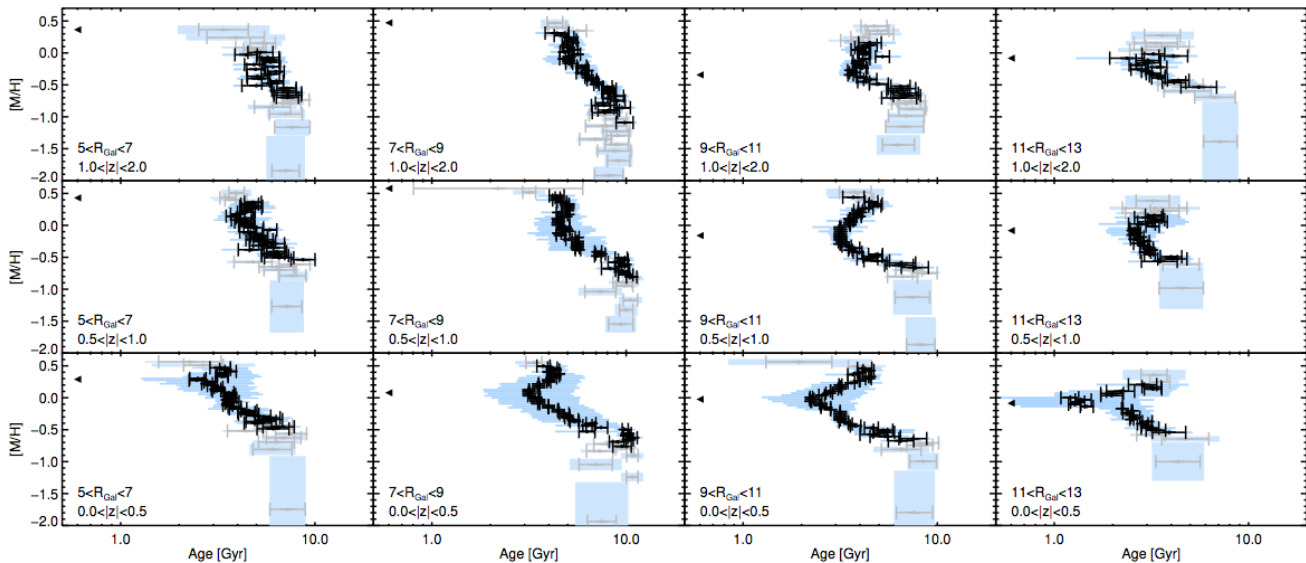 [M/H]
0.5
0.0
−0.5
−1.0
−1.5
−2.0
5<R_Gal<7
1.0<|z|<2.0
7<R_Gal<9
1.0<|z|<2.0
9<R_Gal<11
1.0<|z|<2.0
11<R_Gal<13
1.0<|z|<2.0
[M/H]
0.5
0.0
−0.5
−1.0
−1.5
−2.0
5<R_Gal<7
0.5<|z|<1.0
7<R_Gal<9
0.5<|z|<1.0
9<R_Gal<11
0.5<|z|<1.0
11<R_Gal<13
0.5<|z|<1.0
[M/H]
0.5
0.0
−0.5
−1.0
−1.5
−2.0
5<R_Gal<7
0.0<|z|<0.5
7<R_Gal<9
0.0<|z|<0.5
9<R_Gal<11
0.0<|z|<0.5
11<R_Gal<13
0.0<|z|<0.5
1.0 10.0 1.0 10.0 1.0 10.0 1.0 10.0
Age [Gyr] Age [Gyr] Age [Gyr] Age [Gyr]